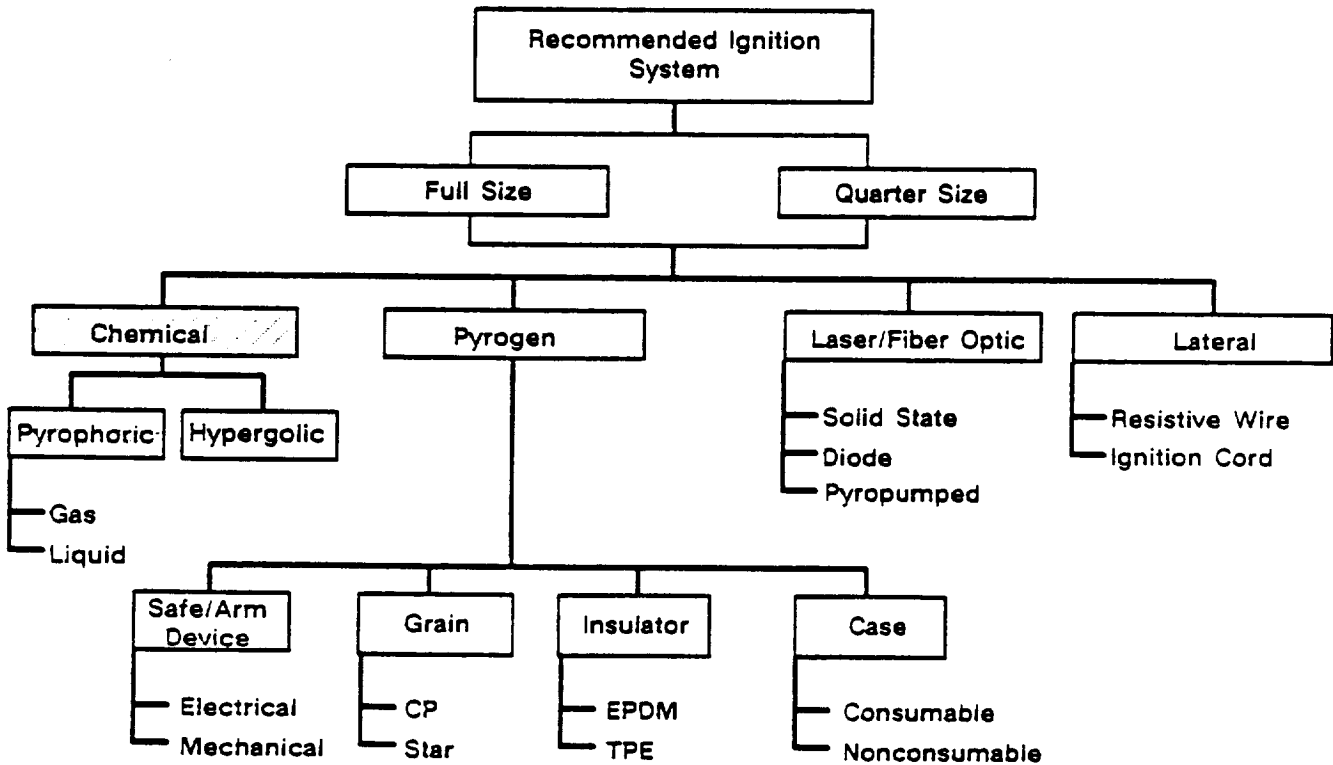 Recommended Ignition
System
Full Size
Quarter Size
Chemical
Pyrogen
Laser/Fiber Optic
Lateral
Pyrophoric
Hypergolic
Solid State
Diode
Pyropumped
Resistive Wire
Ignition Cord
Gas
Liquid
Safe/Arm
Device
Grain
Insulator
Case
Electrical
Mechanical
CP
Star
EPDM
TPE
Consumable
Nonconsumable